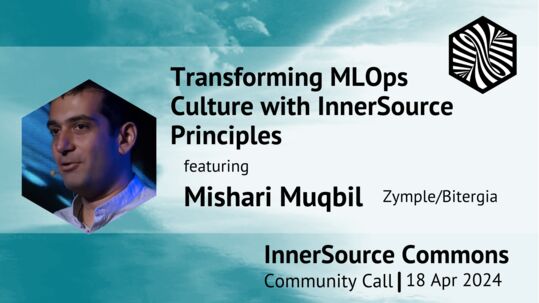 Transforming MLOps
Culture with InnerSource
Principles
featuring
Mishari Muqbil Zymple/Bitergia
InnerSource Commons
Community Call | 18 Apr 2024